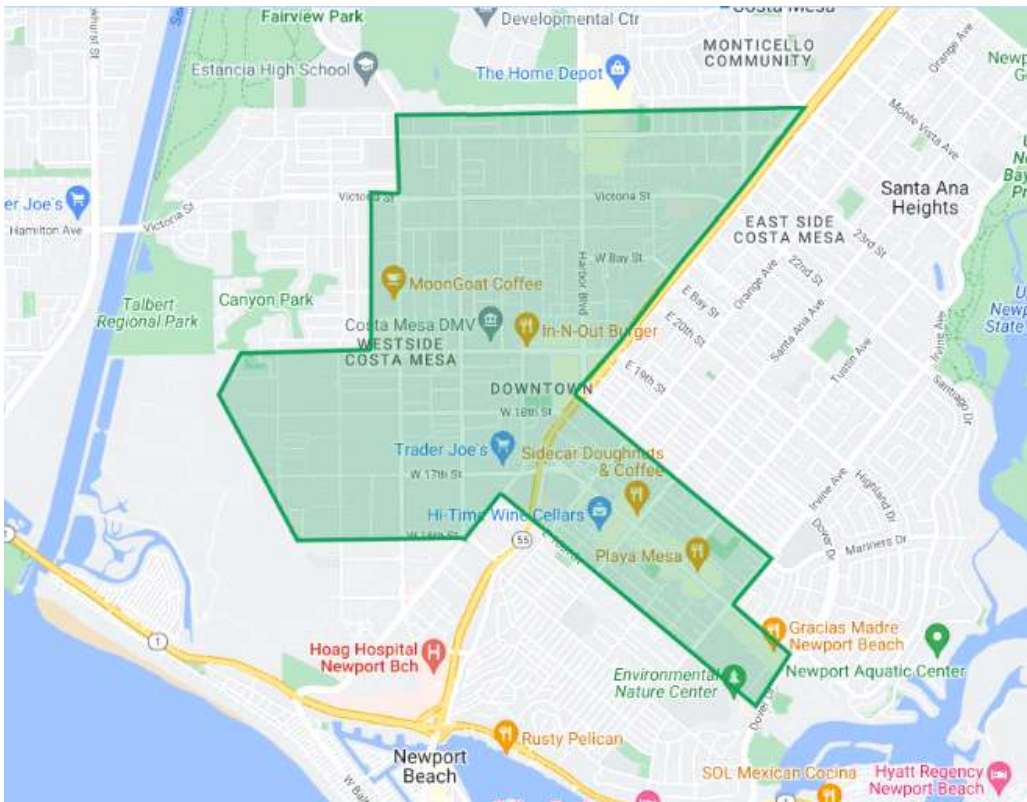 Fairview Park
Developmental Ctr
Costa Mesa
MONTICELLO
COMMUNITY
Orange Ave
Estancia High School
The Home Depot
Monte Vista Ave
er Joe's
Hamilton Ave
Victoria St
Victoria St
Victoria St
Santa Ana
Heights
EAST SIDE
COSTA MESA
23rd St
22nd St
Orange Ave
W Bay St
Harbor Blvd
E Bay St
E 20th St
Santa Ana Ave
Tustin Ave
Irvine Ave
Santiago Dr
Talbert
Regional Park
Canyon Park
MoonGoat Coffee
Costa Mesa DMV
WESTSIDE
COSTA MESA
In-N-Out Burger
E 19th St
DOWNTOWN
W 18th St
Trader Joe's
W 17th St
Sidecar Doughnuts
& Coffee
Hi-Time Wine Cellars
W 16th St
55
Playa Mesa
Irvine Ave
Highland Dr
Dover Dr
Mariners Dr
1
1
Hoag Hospital
Newport Bch
Gracias Madre
Newport Beach
Newport Aquatic Center
Environmental
Nature Center
Dover Dr
Rusty Pelican
Newport
Beach
SOL Mexican Cocina
Hyatt Regency
Newport Beach
1